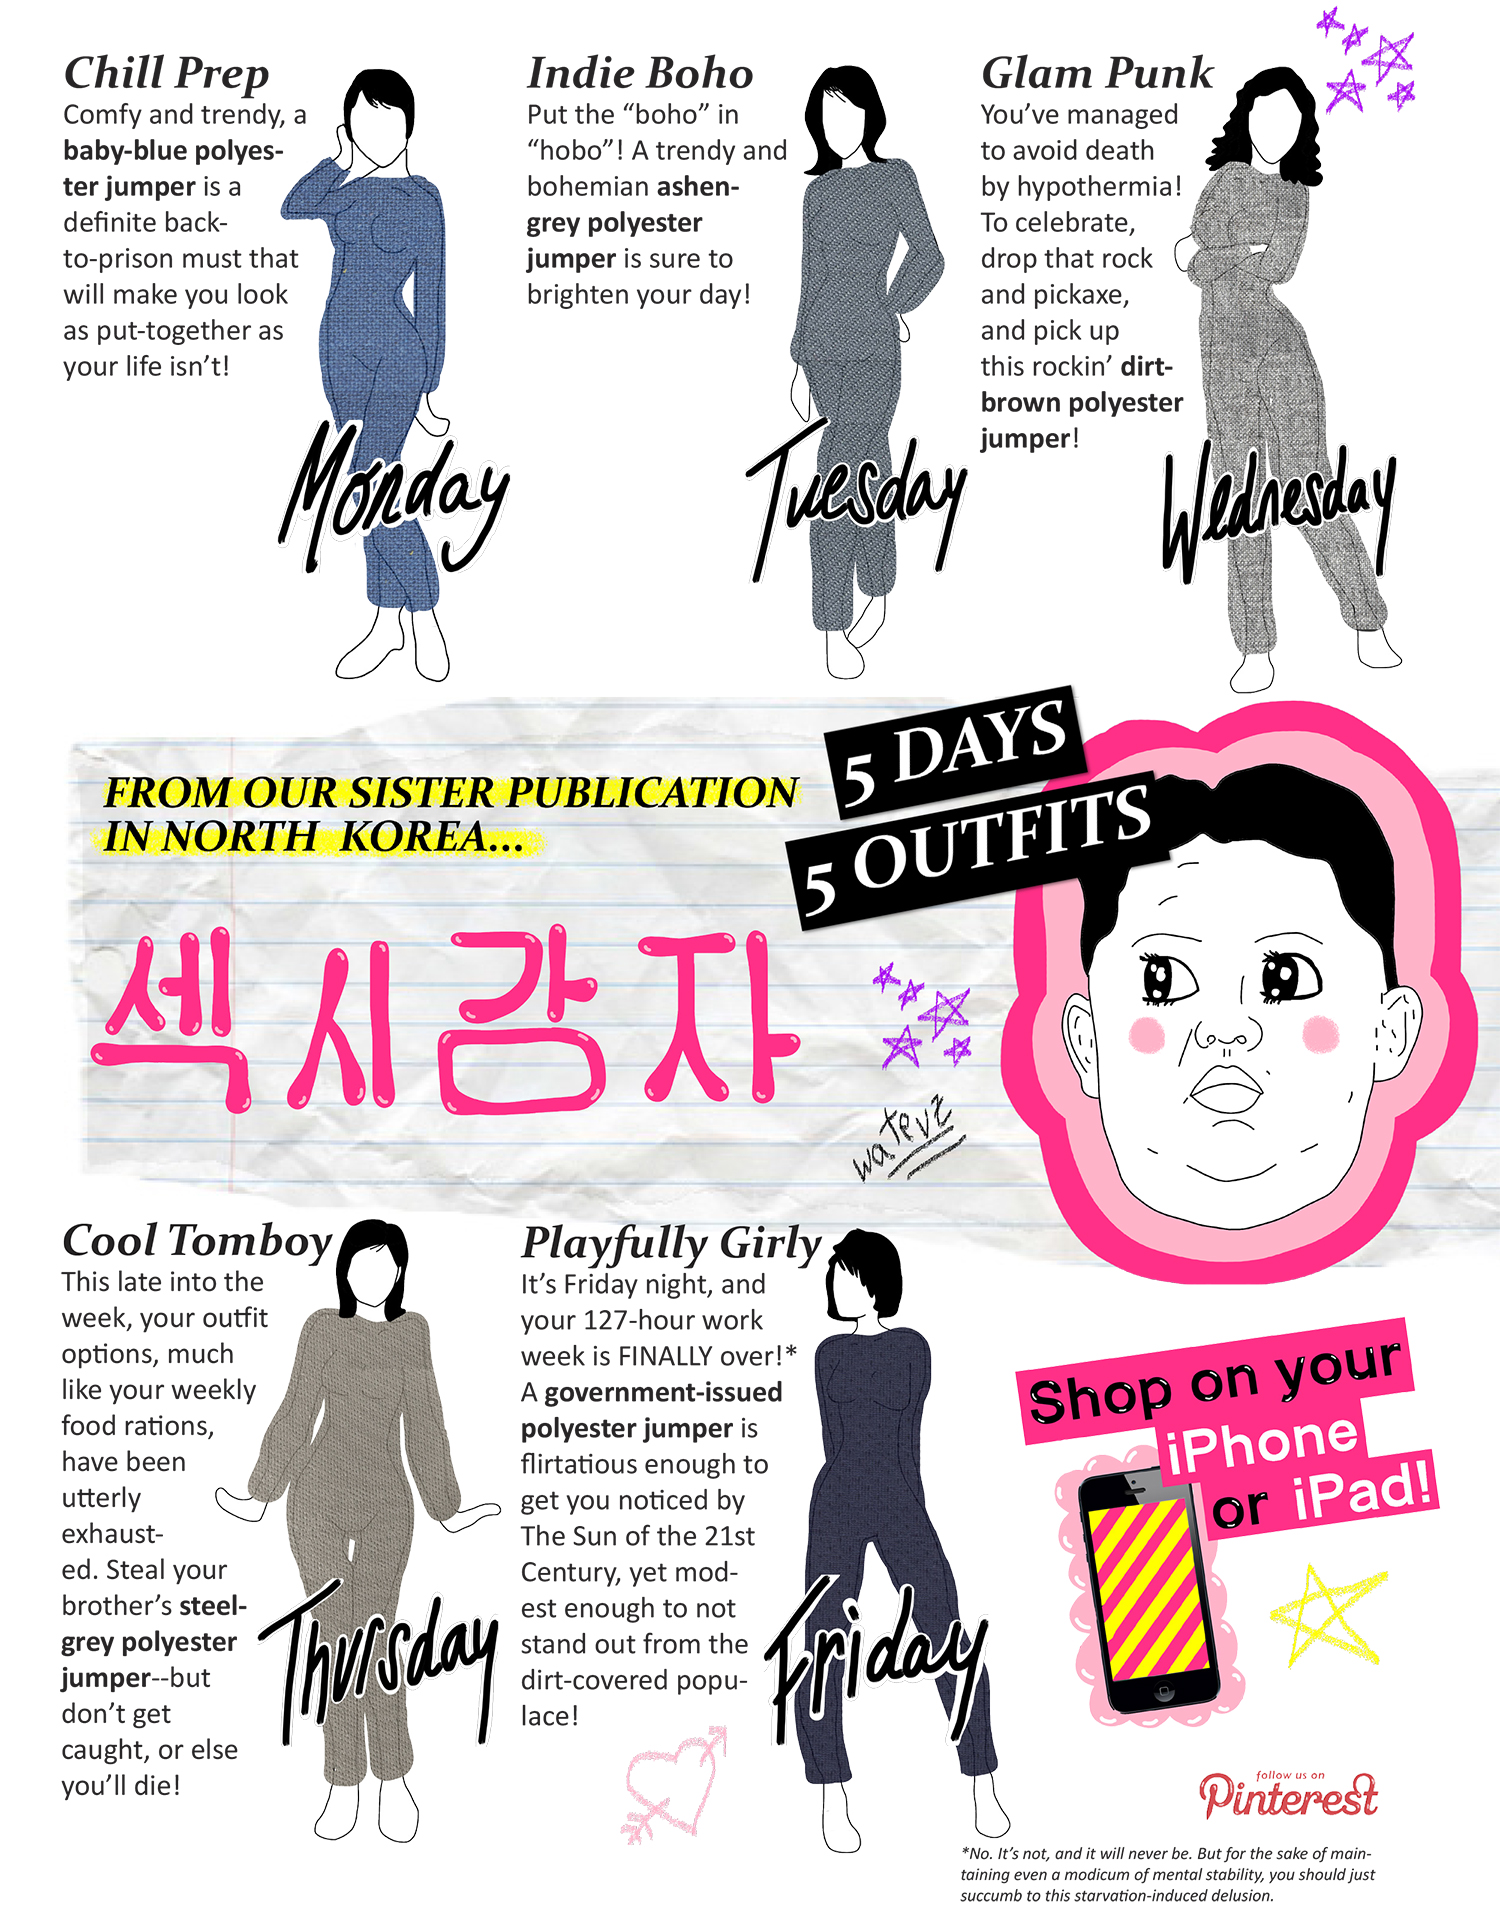 Chill Prep
Comfy and trendy, a
baby-blue polyes-
ter jumper is a
definite back-
to-prison must that
will make you look
as put-together as
your life isn’t!
Monday
Indie Boho
Put the “boho” in
“hobo”! A trendy and
bohemian ashen-
grey polyester
jumper is sure to
brighten your day!
Tuesday
Glam Punk
You’ve managed
to avoid death
by hypothermia!
To celebrate,
drop that rock
and pickaxe,
and pick up
this rockin’ dirt-
brown polyester
jumper!
Wednesday
FROM OUR SISTER PUBLICATION
IN NORTH KOREA...
5 DAYS
5 OUTFITS
섹시감자
watevz
Cool Tomboy
This late into the
week, your outfit
options, much
like your weekly
food rations,
have been
utterly
exhaust-
ed. Steal your
brother’s steel-
grey polyester
jumper--but
don’t get
caught, or else
you’ll die!
Thursday
Playfully Girly
It’s Friday night, and
your 127-hour work
week is FINALLY over!*
A government-issued
polyester jumper is
flirtatious enough to
get you noticed by
The Sun of the 21st
Century, yet mod-
est enough to not
stand out from the
dirt-covered popu-
lace!
Friday
Shop on your
iPhone
or iPad!
follow us on
Pinterest
*No. It’s not, and it will never be. But for the sake of main-
taining even a modicum of mental stability, you should just
succumb to this starvation-induced delusion.